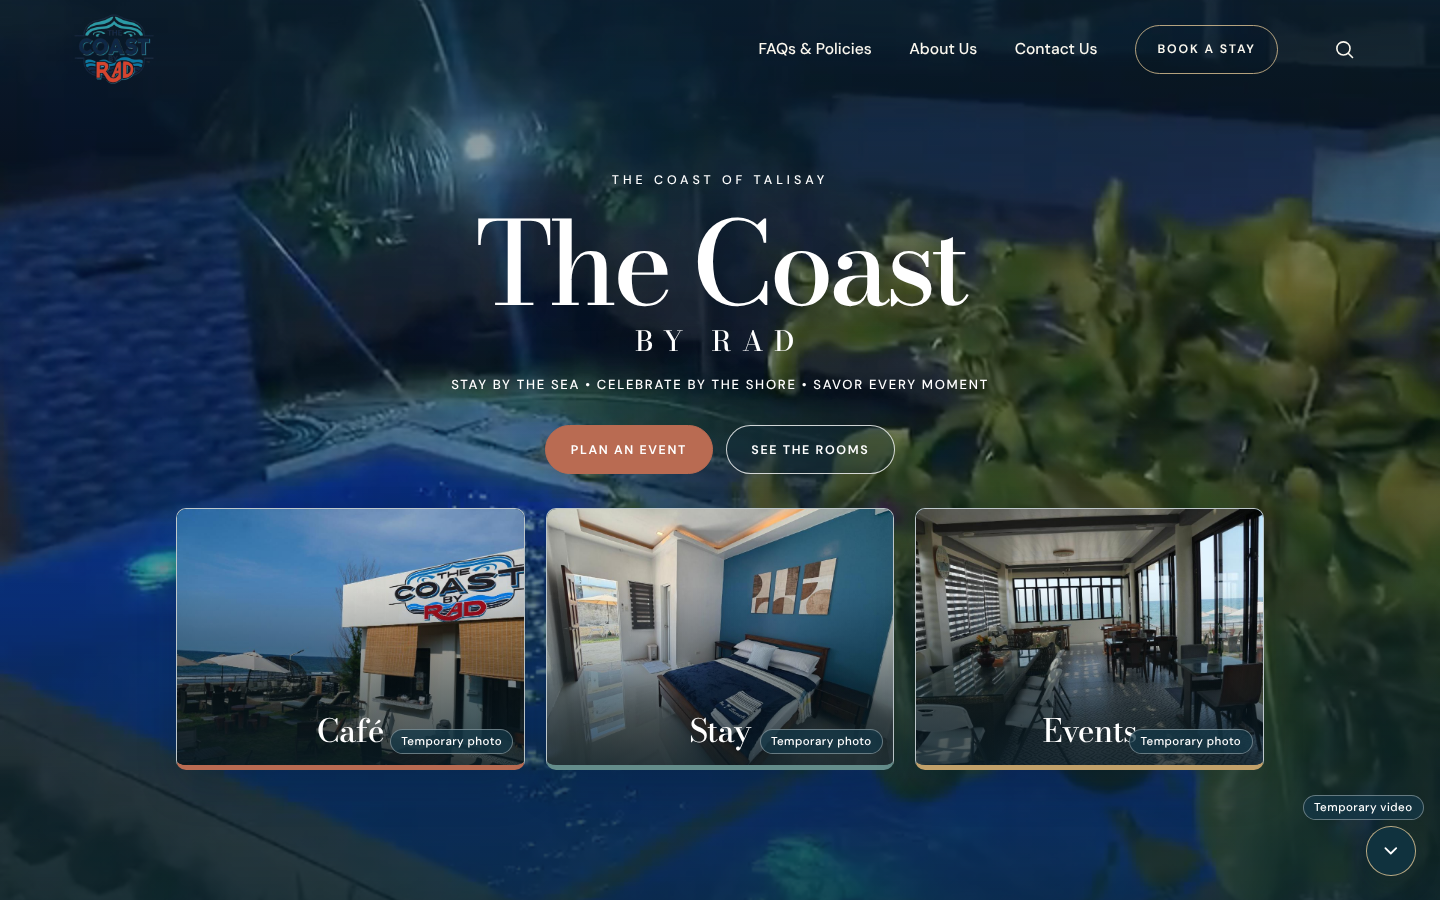 COAST
RAD
FAQs & Policies
About Us
Contact Us
BOOK A STAY
THE COAST OF TALISAY
The Coast
BY RAD
STAY BY THE SEA • CELEBRATE BY THE SHORE • SAVOR EVERY MOMENT
PLAN AN EVENT
SEE THE ROOMS
THE
COAST
BY
RAD
Café
Temporary photo
Stay
Temporary photo
Events
Temporary photo
Temporary video